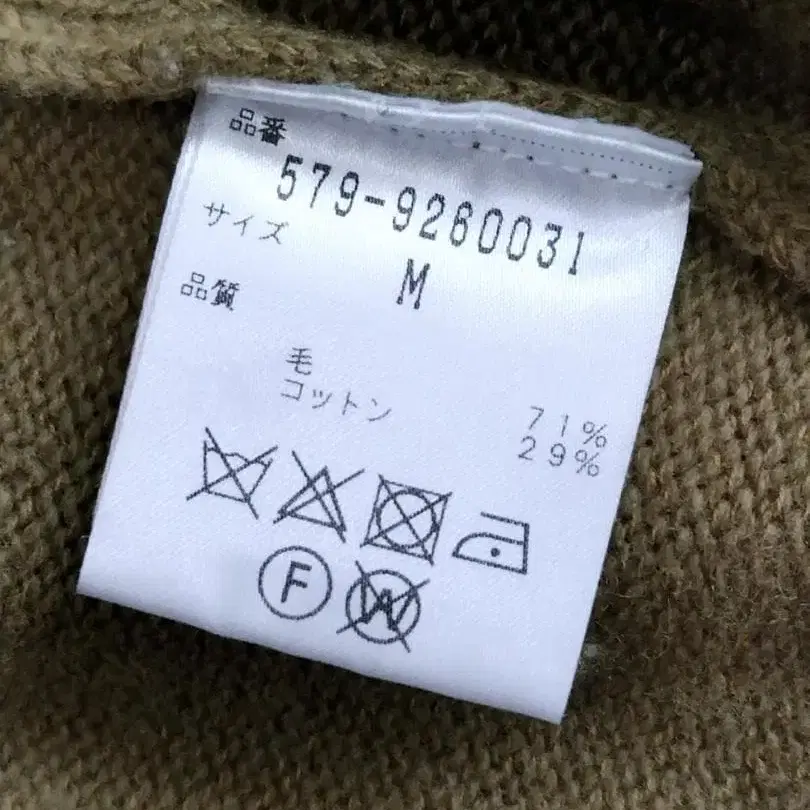 品番
579-9260031
サイズ
M
品質
毛 71%
コットン 29%
F
W